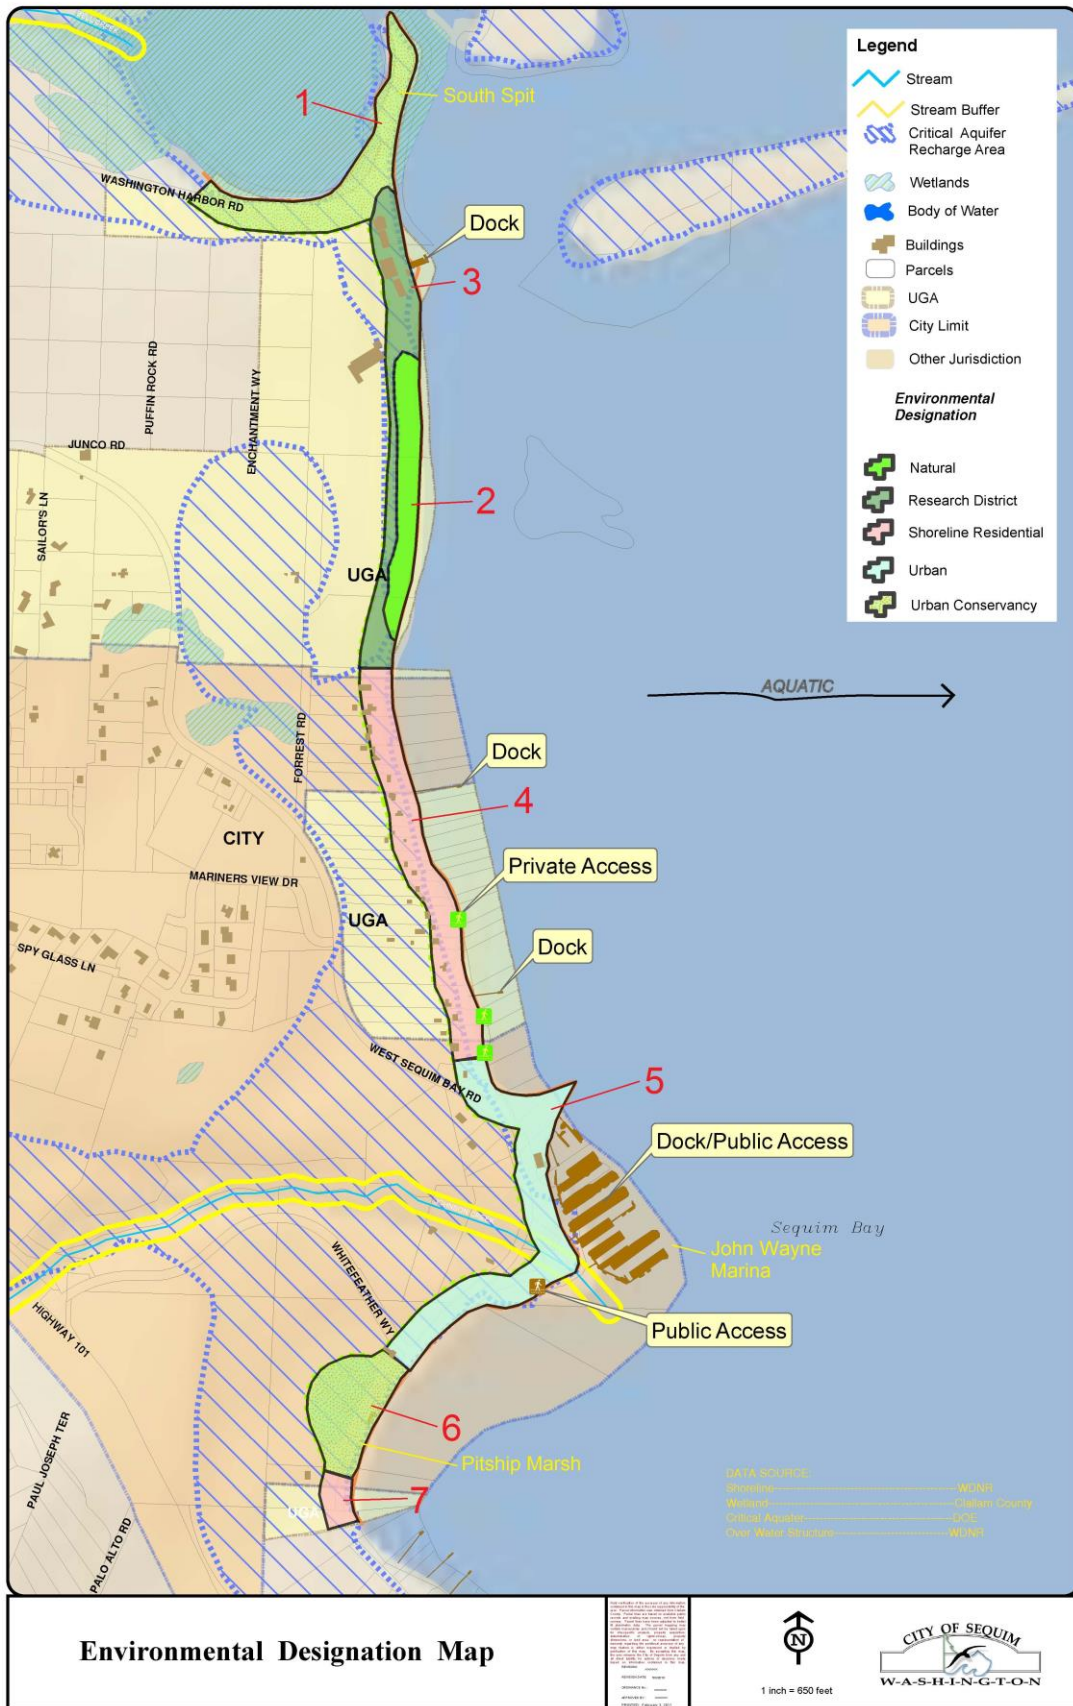 Legend
Stream
Stream Buffer
Critical Aquifer
Recharge Area
Wetlands
Body of Water
Buildings
Parcels
UGA
City Limit
Other Jurisdiction
Environmental
Designation
Natural
Research District
Shoreline Residential
Urban
Urban Conservancy
1
South Spit
WASHINGTON HARBOR RD
Dock
3
PUFFIN ROCK RD
ENCHANTMENT WY
JUNCO RD
SAILOR'S LN
2
UGA
AQUATIC
FORREST RD
Dock
4
CITY
MARINERS VIEW DR
Private Access
UGA
SPY GLASS LN
Dock
WEST SEQUIM BAY RD
5
Dock/Public Access
Sequim Bay
John Wayne
Marina
WHITEFEATHER WY
HIGHWAY 101
Public Access
6
Pitship Marsh
PAUL JOSEPH TER
7
UGA
PALO ALTO RD
DATA SOURCE:
Shoreline------------------------------WDNR
Wetland------------------------------Clallam County
Critical Aquafer------------------------------DOE
Over Water Structure------------------------------WDNR
Environmental Designation Map
N
1 inch = 650 feet
CITY OF SEQUIM
W-A-S-H-I-N-G-T-O-N